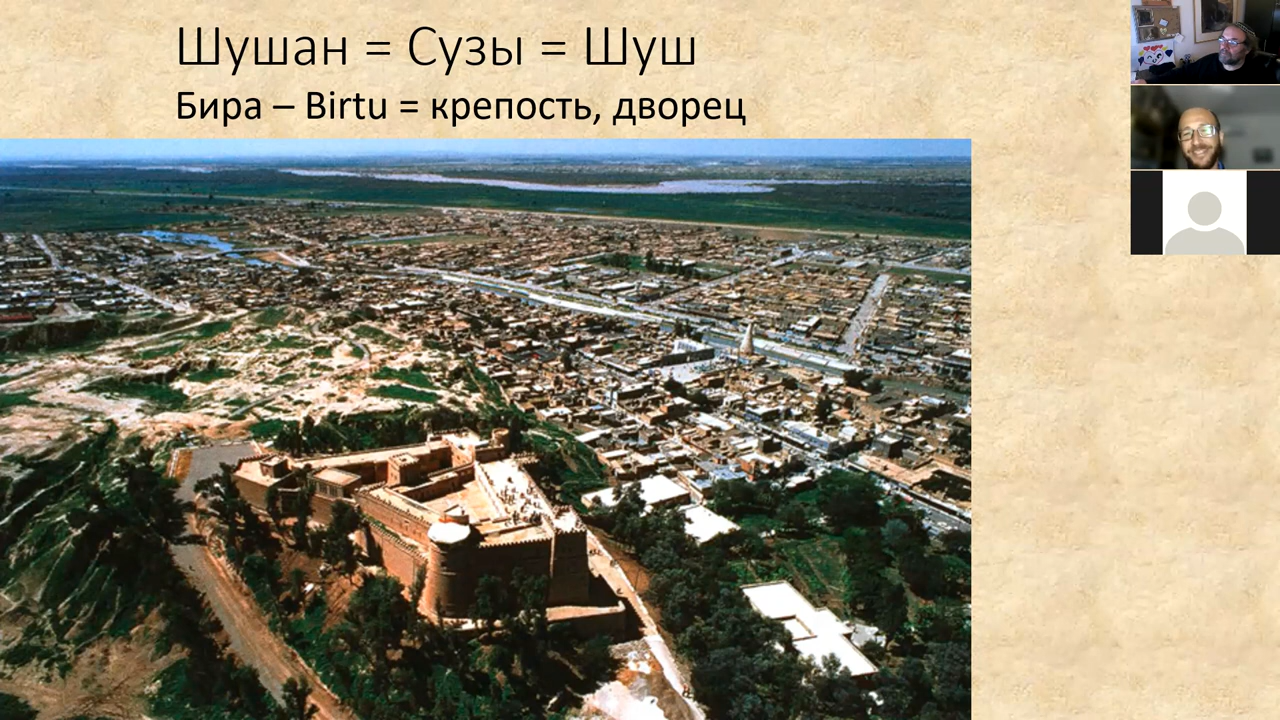 Шушан = Сузы = Шуш
Бира – Birtu = крепость, дворец